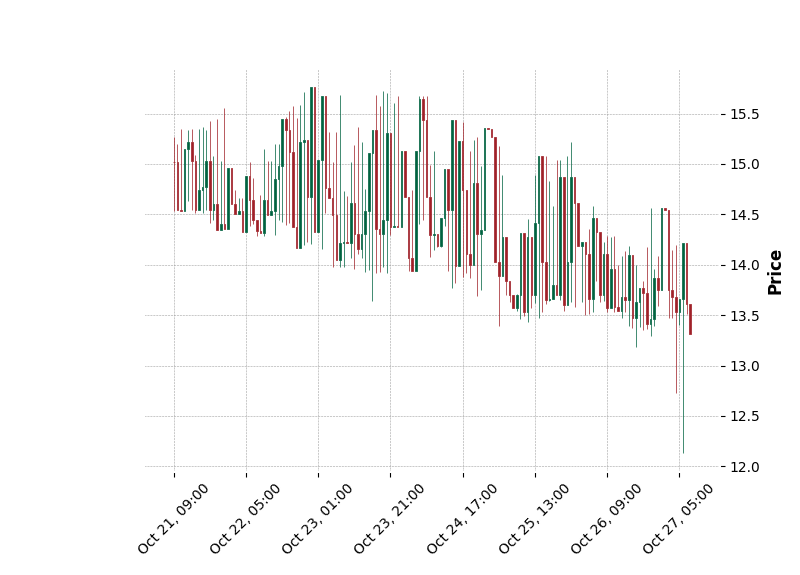 15.5
15.0
14.5
14.0
13.5
13.0
12.5
12.0
Price
Oct 21, 09:00
Oct 22, 05:00
Oct 23, 01:00
Oct 23, 21:00
Oct 24, 17:00
Oct 25, 13:00
Oct 26, 09:00
Oct 27, 05:00